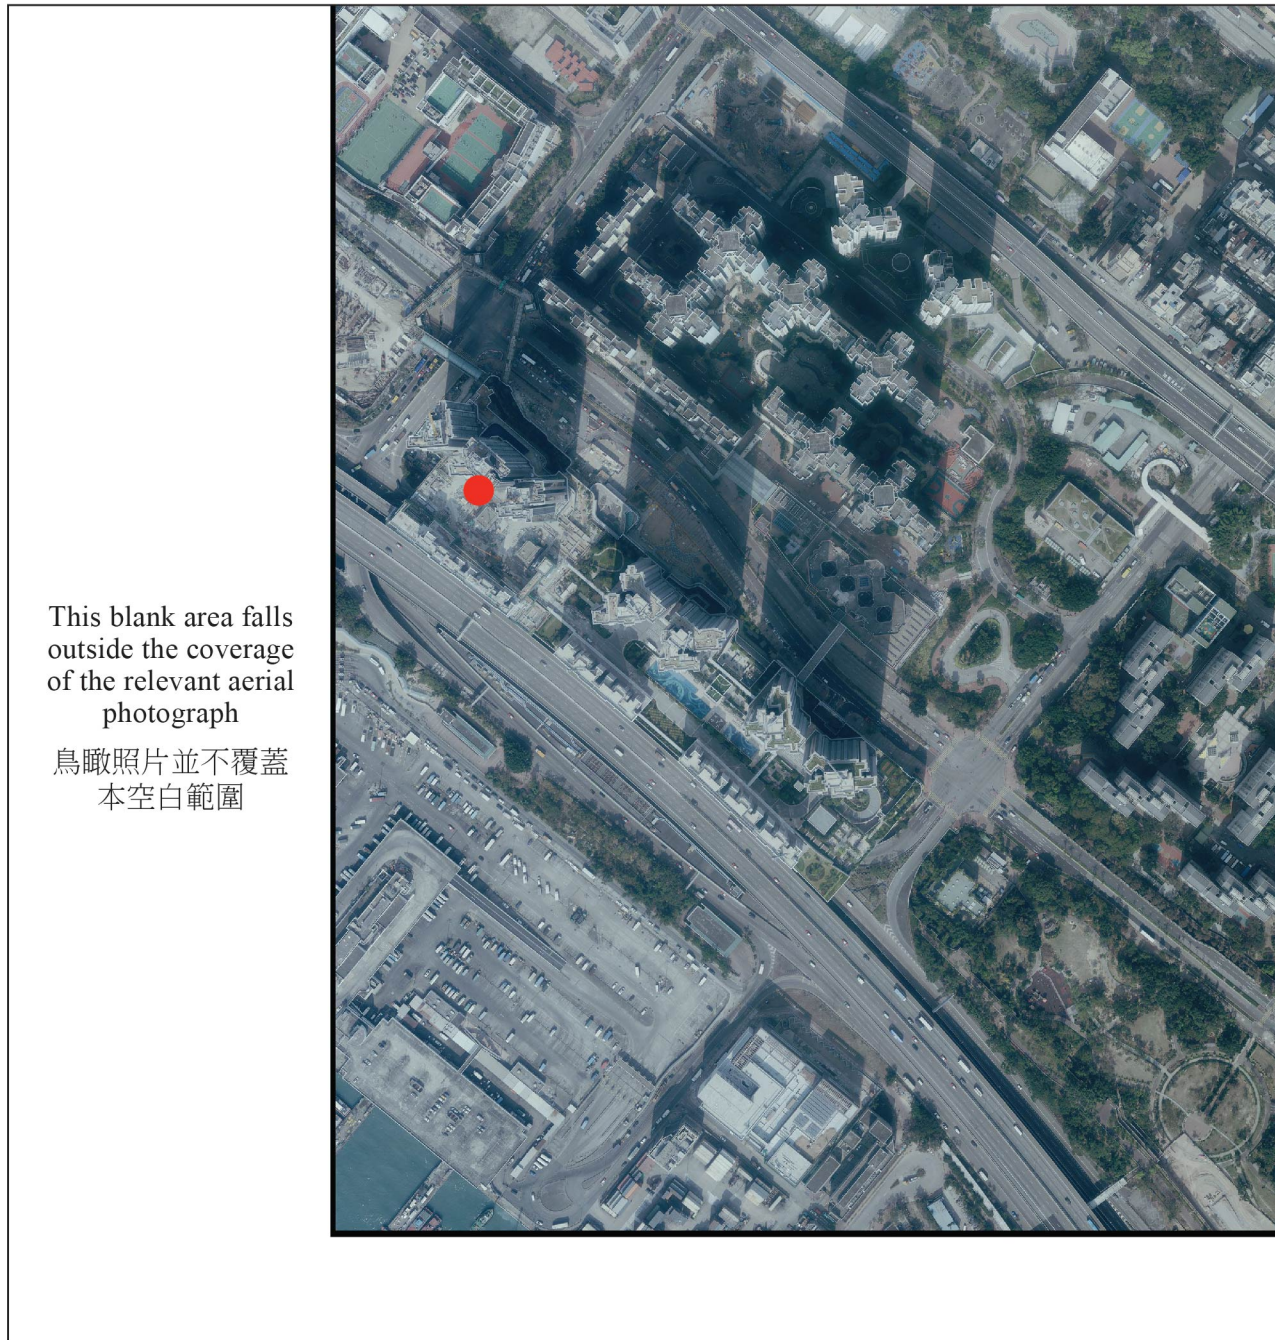 This blank area falls
outside the coverage
of the relevant aerial
photograph
鳥瞰照片並不覆蓋
本空白範圍